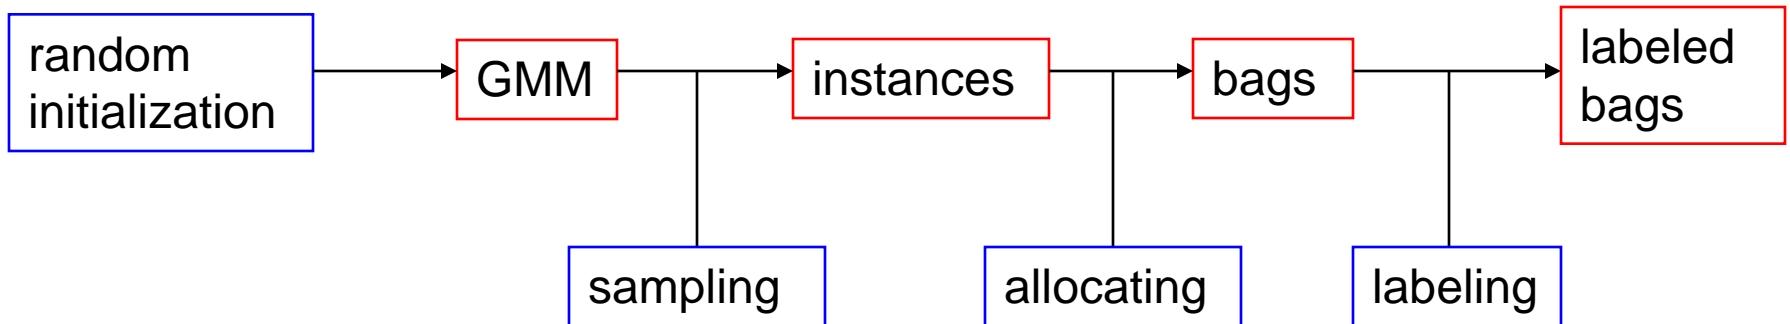 random
initialization
GMM
instances
bags
labeled
bags
sampling
allocating
labeling